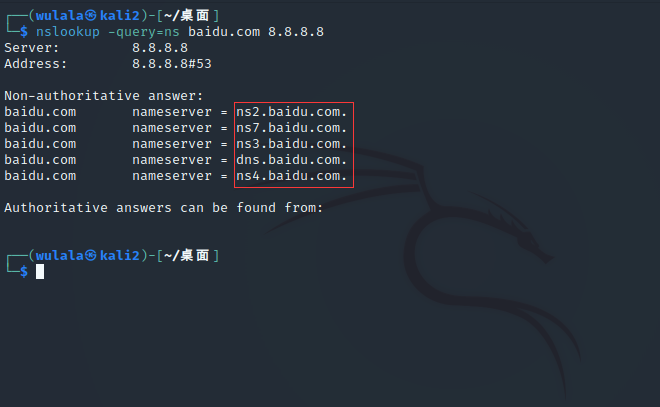 ┌──(wulala㉿kali2)-[~/桌面]
└─$ nslookup -query=ns baidu.com 8.8.8.8
Server:         8.8.8.8
Address:        8.8.8.8#53
Non-authoritative answer:
baidu.com       nameserver = ns2.baidu.com.
baidu.com       nameserver = ns7.baidu.com.
baidu.com       nameserver = ns3.baidu.com.
baidu.com       nameserver = dns.baidu.com.
baidu.com       nameserver = ns4.baidu.com.
Authoritative answers can be found from:
┌──(wulala㉿kali2)-[~/桌面]
└─$